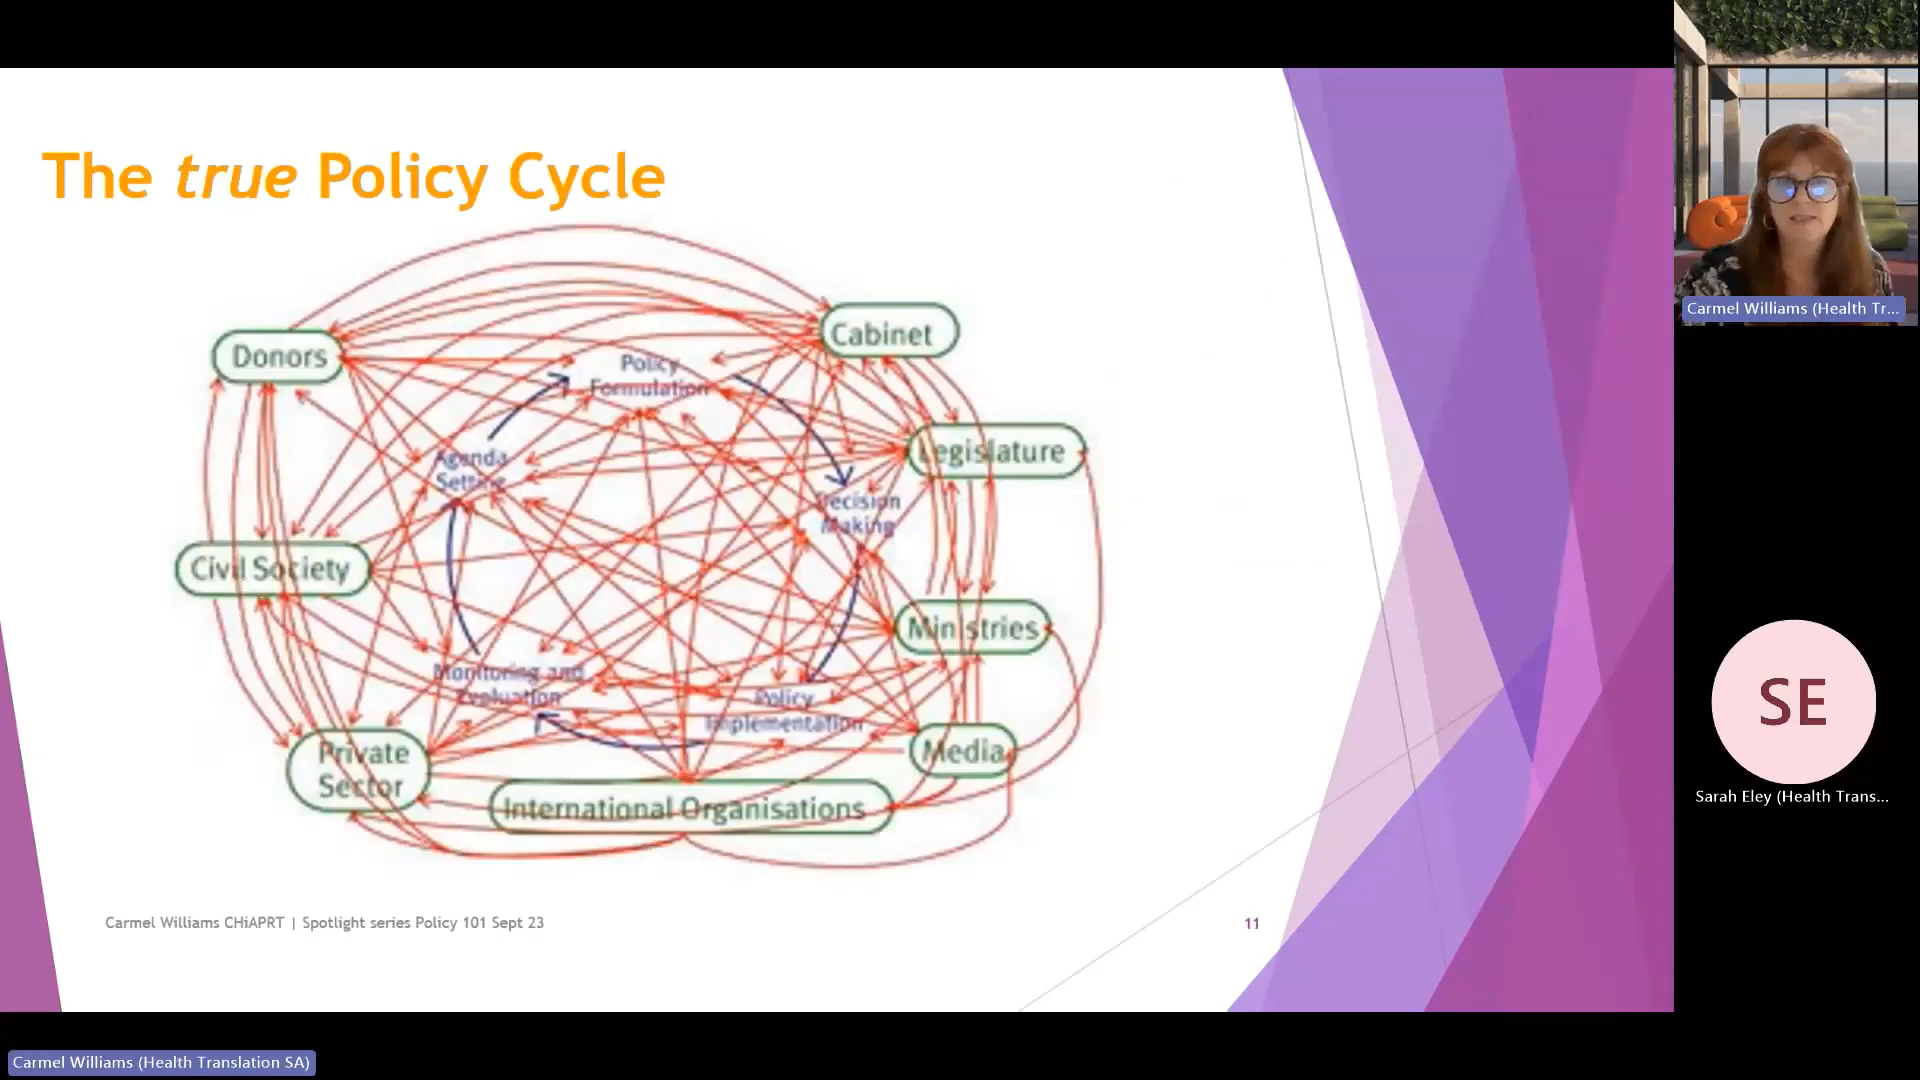 The true Policy Cycle
Donors
Cabinet
Policy
Formulation
Legislature
Agenda
Setting
Decision
Making
Civil Society
Ministries
Monitoring and
Evaluation
Policy
Implementation
Private
Sector
Media
International Organisations
Carmel Williams CHiAPRT | Spotlight series Policy 101 Sept 23
11
Carmel Williams (Health Tr...
SE
Sarah Eley (Health Trans...
Carmel Williams (Health Translation SA)